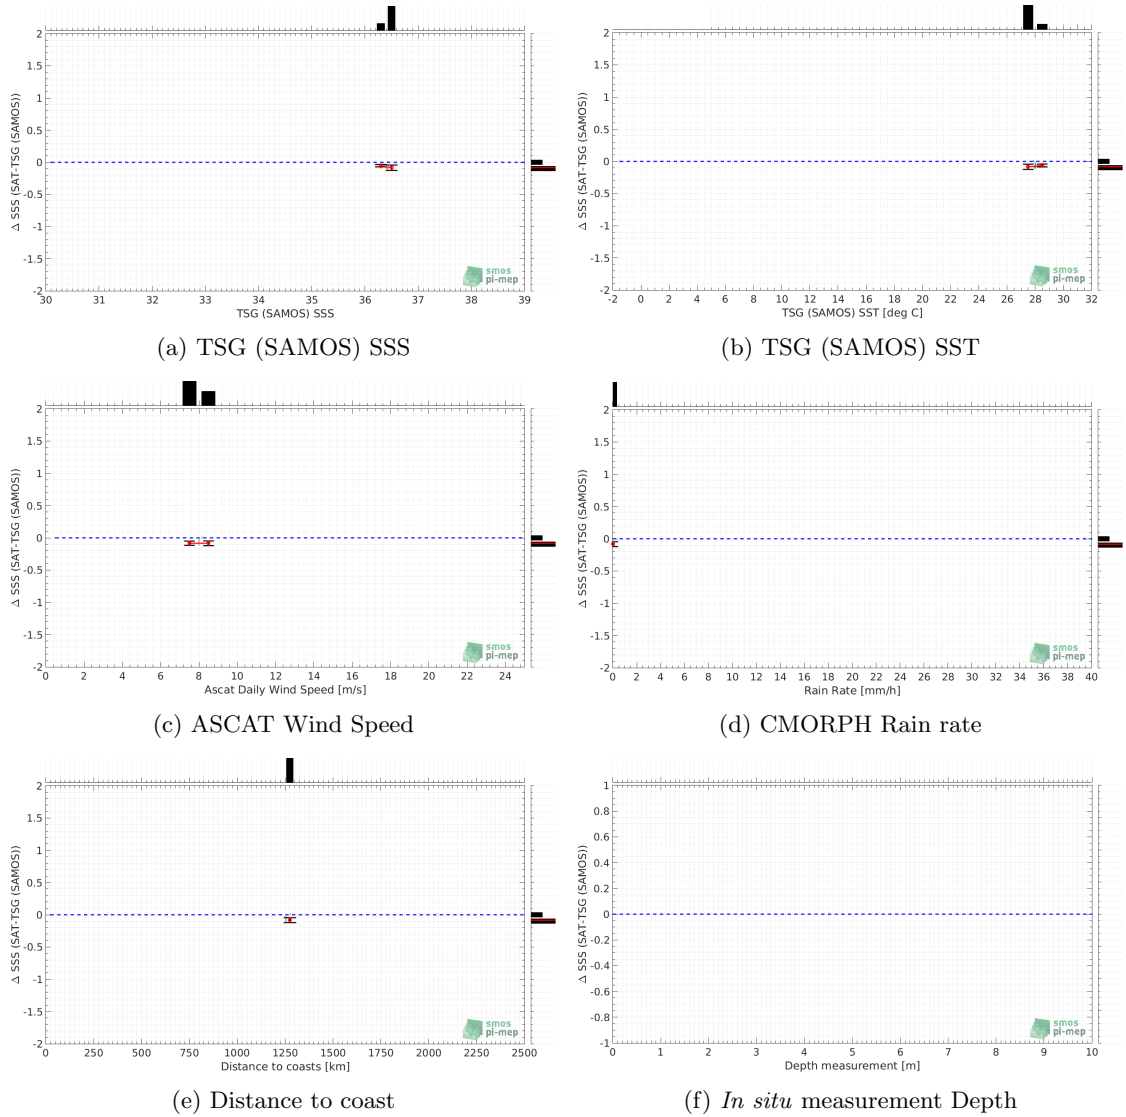 2
1.5
1
0.5
0
-0.5
-1
-1.5
-2
Δ SSS (SAT-TSG (SAMOS))
30 31 32 33 34 35 36 37 38 39
TSG (SAMOS) SSS
smos
pi-mep
(a) TSG (SAMOS) SSS
2
1.5
1
0.5
0
-0.5
-1
-1.5
-2
Δ SSS (SAT-TSG (SAMOS))
-2 0 2 4 6 8 10 12 14 16 18 20 22 24 26 28 30 32
TSG (SAMOS) SST [deg C]
smos
pi-mep
(b) TSG (SAMOS) SST
2
1.5
1
0.5
0
-0.5
-1
-1.5
-2
Δ SSS (SAT-TSG (SAMOS))
0 2 4 6 8 10 12 14 16 18 20 22 24
Ascat Daily Wind Speed [m/s]
smos
pi-mep
(c) ASCAT Wind Speed
2
1.5
1
0.5
0
-0.5
-1
-1.5
-2
Δ SSS (SAT-TSG (SAMOS))
0 2 4 6 8 10 12 14 16 18 20 22 24 26 28 30 32 34 36 38 40
Rain Rate [mm/h]
smos
pi-mep
(d) CMORPH Rain rate
2
1.5
1
0.5
0
-0.5
-1
-1.5
-2
Δ SSS (SAT-TSG (SAMOS))
0 250 500 750 1000 1250 1500 1750 2000 2250 2500
Distance to coasts [km]
smos
pi-mep
(e) Distance to coast
1
0.8
0.6
0.4
0.2
0
-0.2
-0.4
-0.6
-0.8
-1
Δ SSS (SAT-TSG (SAMOS))
0 1 2 3 4 5 6 7 8 9 10
Depth measurement [m]
smos
pi-mep
(f) In situ measurement Depth